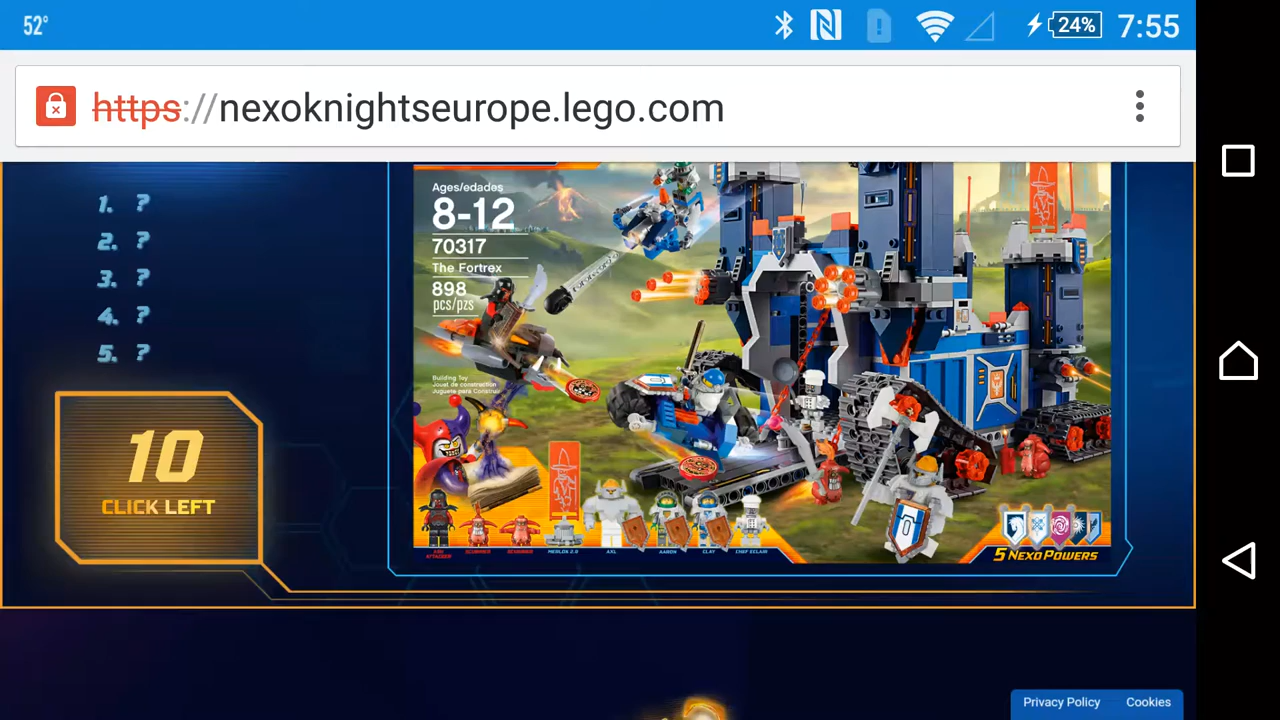 52°
24%
7:55
https://nexoknightseurope.lego.com
1. ?
2. ?
3. ?
4. ?
5. ?
10
CLICK LEFT
Ages/edades
8-12
70317
The Fortrex
898
pcs/pzs
Building Toy
Jouet de construction
Juguete para Construir
SCURRIER
SCURRIER
MERLOK 2.0
AXL
AARON
CLAY
CHEF ECLAIR
5 NEXO POWERS
Privacy Policy
Cookies